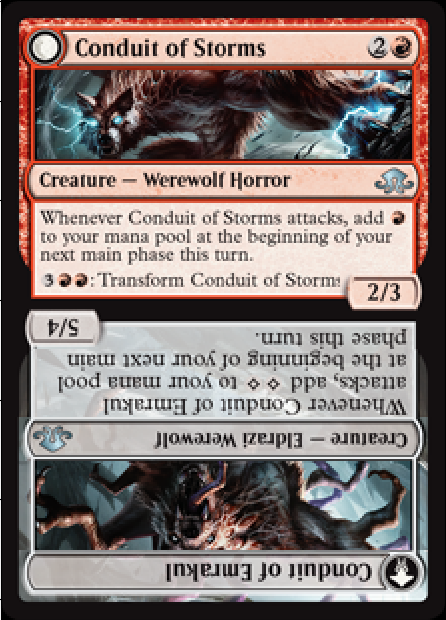 Conduit of Storms 2
Creature — Werewolf Horror
Whenever Conduit of Storms attacks, add
to your mana pool at the beginning of your
next main phase this turn.
3 : Transform Conduit of Storms
2/3
Conduit of Emrakul
Creature — Eldrazi Werewolf
Whenever Conduit of Emrakul
attacks, add to your mana pool
at the beginning of your next main
phase this turn.
5/4